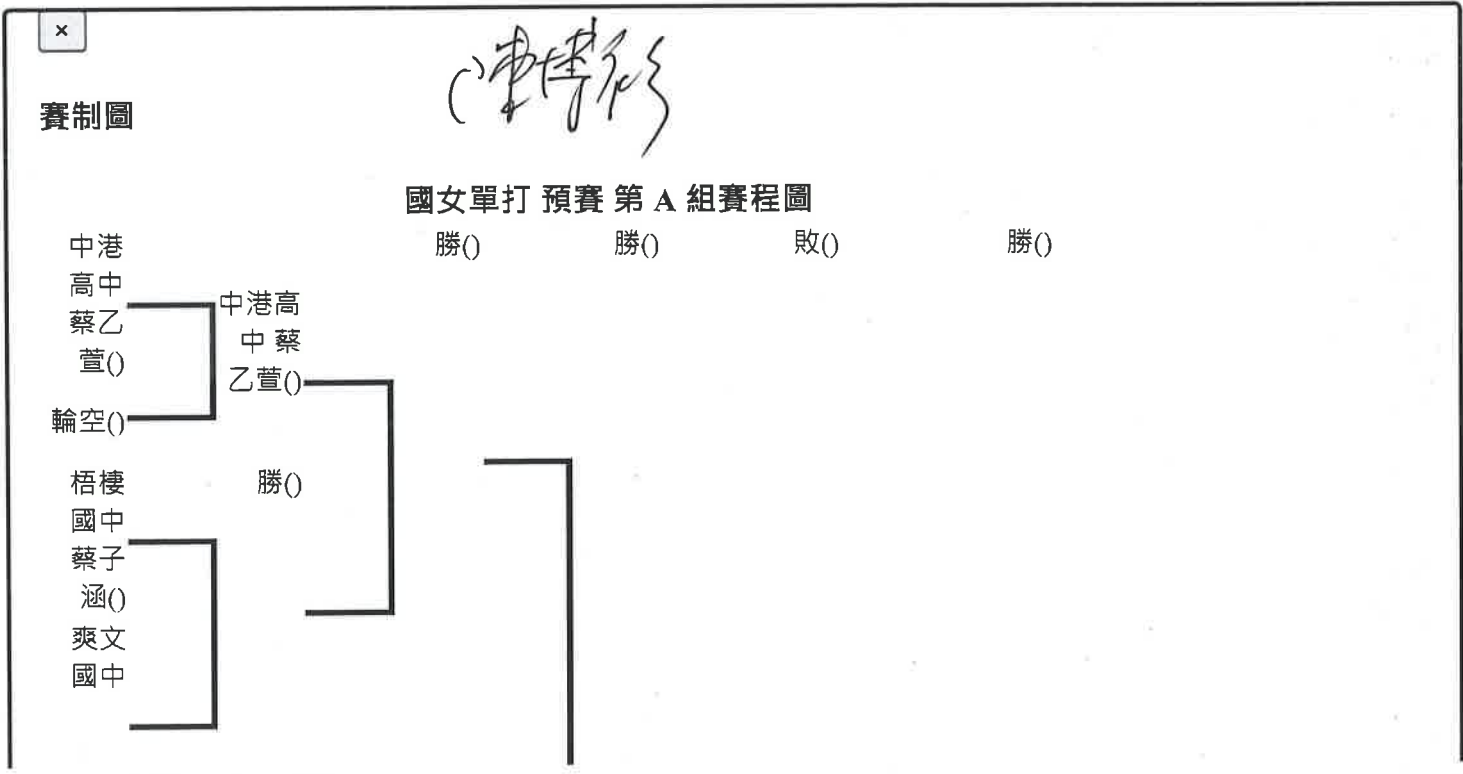 ×
賽制圖
國女單打 預賽 第 A 組賽程圖
勝() 勝() 敗() 勝()
中港
高中
蔡乙
萱()
中港高
中 蔡
乙萱()
輪空()
勝()
梧棲
國中
蔡子
涵()
爽文
國中